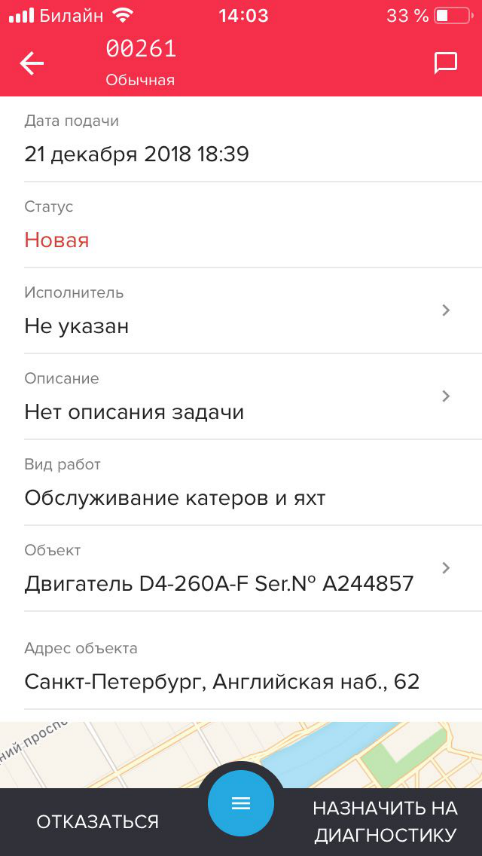 Билайн 14:03 33 %
00261
Обычная
Дата подачи
21 декабря 2018 18:39
Статус
Новая
Исполнитель
Не указан
Описание
Нет описания задачи
Вид работ
Обслуживание катеров и яхт
Объект
Двигатель D4-260A-F Ser.№ A244857
Адрес объекта
Санкт-Петербург, Английская наб., 62
ОТКАЗАТЬСЯ
НАЗНАЧИТЬ НА
ДИАГНОСТИКУ